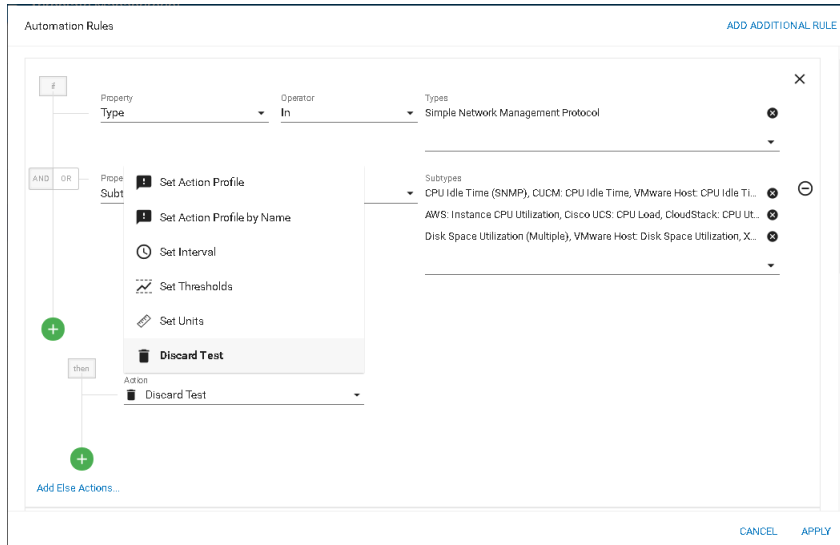 Automation Rules
ADD ADDITIONAL RULE
if
Property
Type
Operator
In
Types
Simple Network Management Protocol
AND OR
Prope
Subt
Subtypes
CPU Idle Time (SNMP), CUCM: CPU Idle Time, VMware Host: CPU Idle Ti...
AWS: Instance CPU Utilization, Cisco UCS: CPU Load, CloudStack: CPU Ut...
Disk Space Utilization (Multiple), VMware Host: Disk Space Utilization, X...
Set Action Profile
Set Action Profile by Name
Set Interval
Set Thresholds
Set Units
Discard Test
then
Action
Discard Test
Add Else Actions...
CANCEL
APPLY